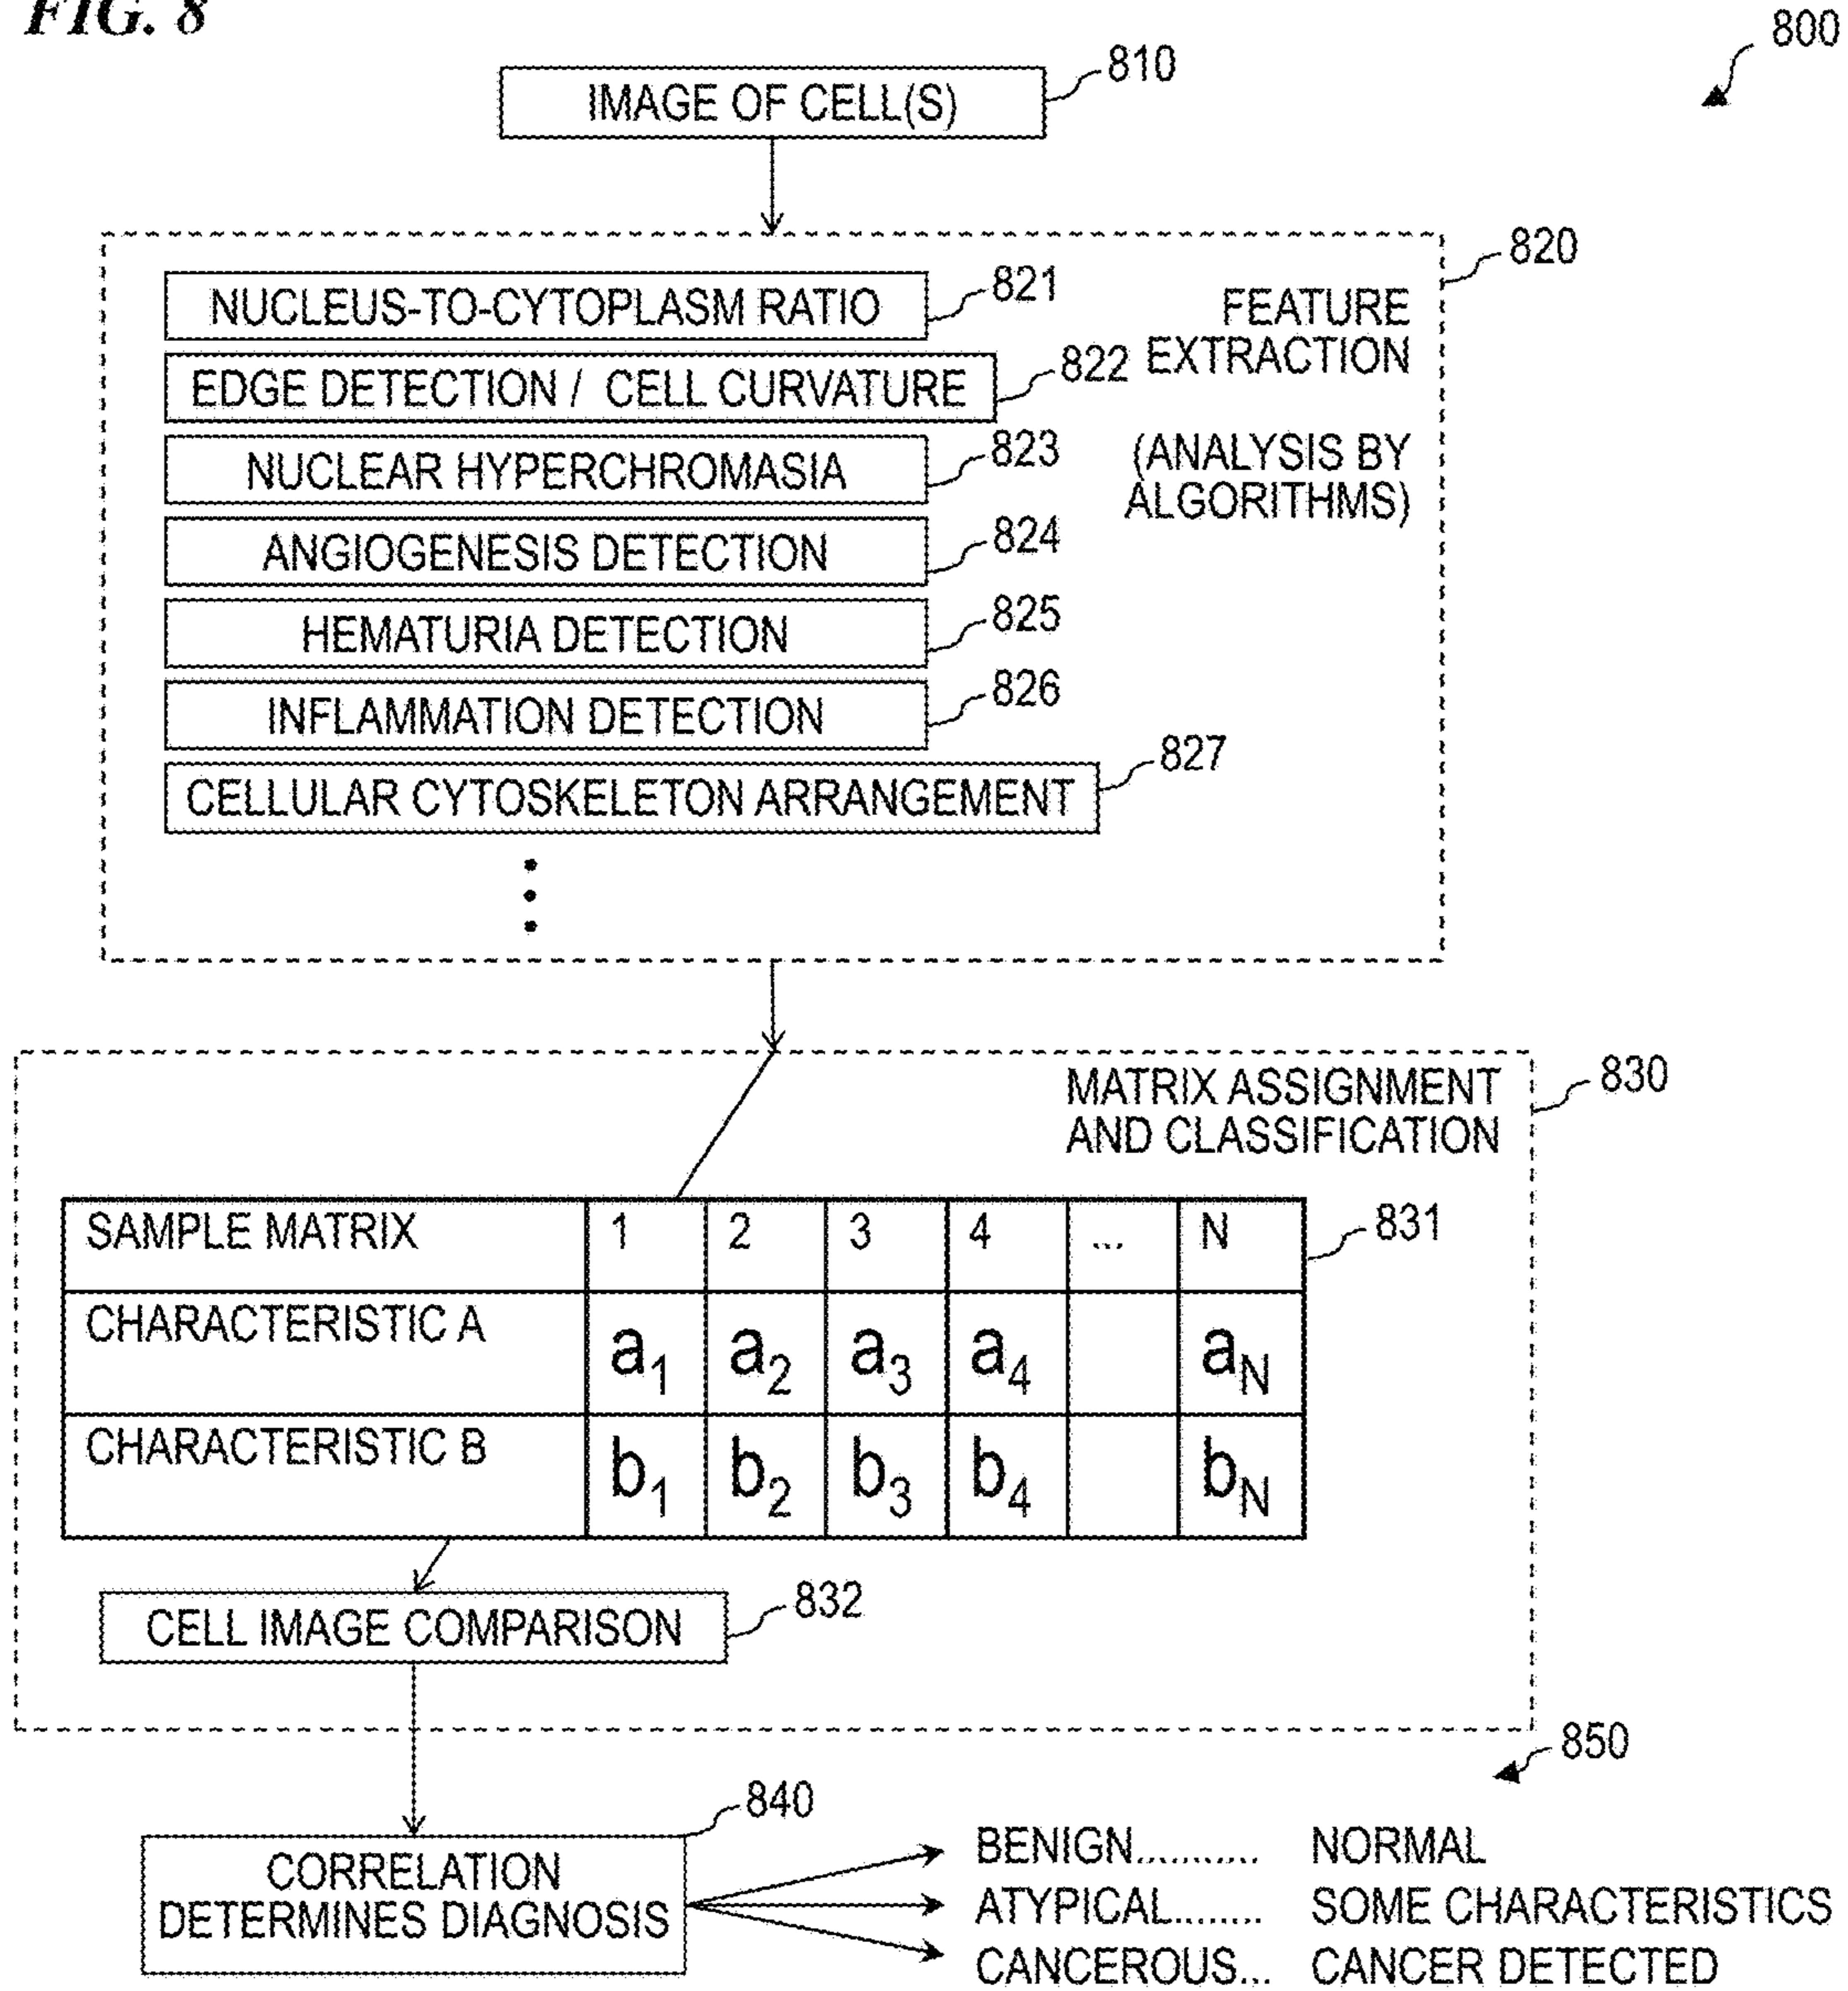 FIG. 8
800
IMAGE OF CELL(S)
810
820
NUCLEUS-TO-CYTOPLASM RATIO
821
FEATURE
EXTRACTION
EDGE DETECTION / CELL CURVATURE
822
NUCLEAR HYPERCHROMASIA
823
(ANALYSIS BY
ALGORITHMS)
ANGIOGENESIS DETECTION
824
HEMATURIA DETECTION
825
INFLAMMATION DETECTION
826
CELLULAR CYTOSKELETON ARRANGEMENT
827
MATRIX ASSIGNMENT
AND CLASSIFICATION
830
SAMPLE MATRIX 1 2 3 4 ... N
831
CHARACTERISTIC A a1 a2 a3 a4 aN
CHARACTERISTIC B b1 b2 b3 b4 bN
CELL IMAGE COMPARISON
832
850
840
CORRELATION
DETERMINES DIAGNOSIS
BENIGN........... NORMAL
ATYPICAL........ SOME CHARACTERISTICS
CANCEROUS... CANCER DETECTED